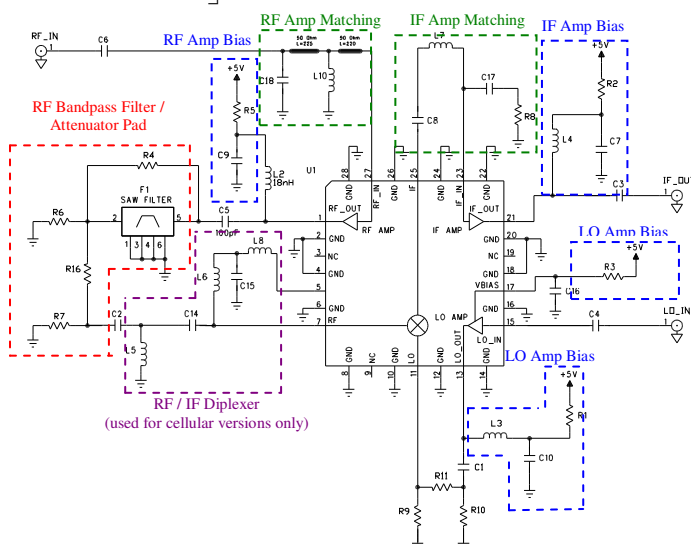 RF Amp Matching
IF Amp Matching
RF_IN
C6
50 Ohm
L=225
50 Ohm
L=220
RF Amp Bias
IF Amp Bias
L7
+5V
+5V
C18
L10
C17
R2
R5
C8
R8
RF Bandpass Filter /
Attenuator Pad
L4
C7
R4
C9
L2
18nH
U1
28
27
26
25
24
23
22
GND
RF_IN
GND
IF
GND
IF_IN
GND
F1
SAW FILTER
C3
IF_OUT
R6
2
5
C5
100pF
1
RF_OUT
RF AMP
IF_OUT
IF AMP
21
1
3
4
6
L8
2
GND
GND
20
LO Amp Bias
3
NC
NC
19
+5V
R16
L6
4
GND
GND
18
R3
C15
5
VBIAS
17
C16
6
GND
GND
16
R7
C2
C14
7
RF
LO AMP
LO_IN
15
C4
LO_IN
L5
GND
NC
GND
LO
GND
LO_OUT
GND
8
9
10
11
12
13
14
LO Amp Bias
+5V
RF / IF Diplexer
(used for cellular versions only)
R1
L3
C10
C1
R11
R9
R10